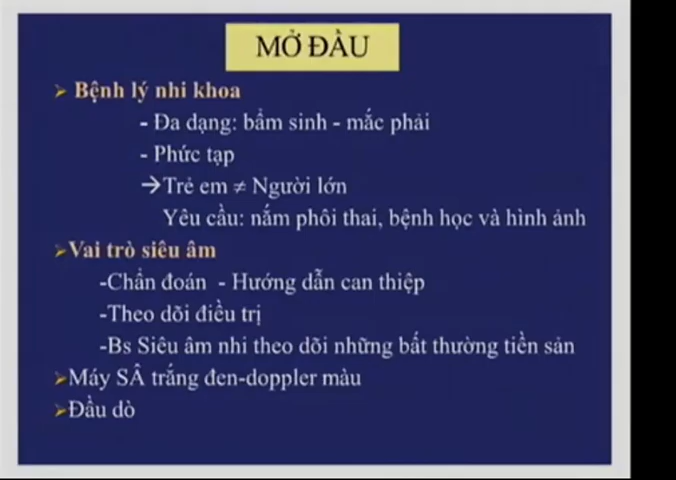 MỞ ĐẦU
➢ Bệnh lý nhi khoa
- Đa dạng: bẩm sinh - mắc phải
- Phức tạp
→Trẻ em ≠ Người lớn
Yêu cầu: nắm phôi thai, bệnh học và hình ảnh
➢Vai trò siêu âm
-Chẩn đoán - Hướng dẫn can thiệp
-Theo dõi điều trị
-Bs Siêu âm nhi theo dõi những bất thường tiền sản
➢Máy SÂ trắng đen-doppler màu
➢Đầu dò